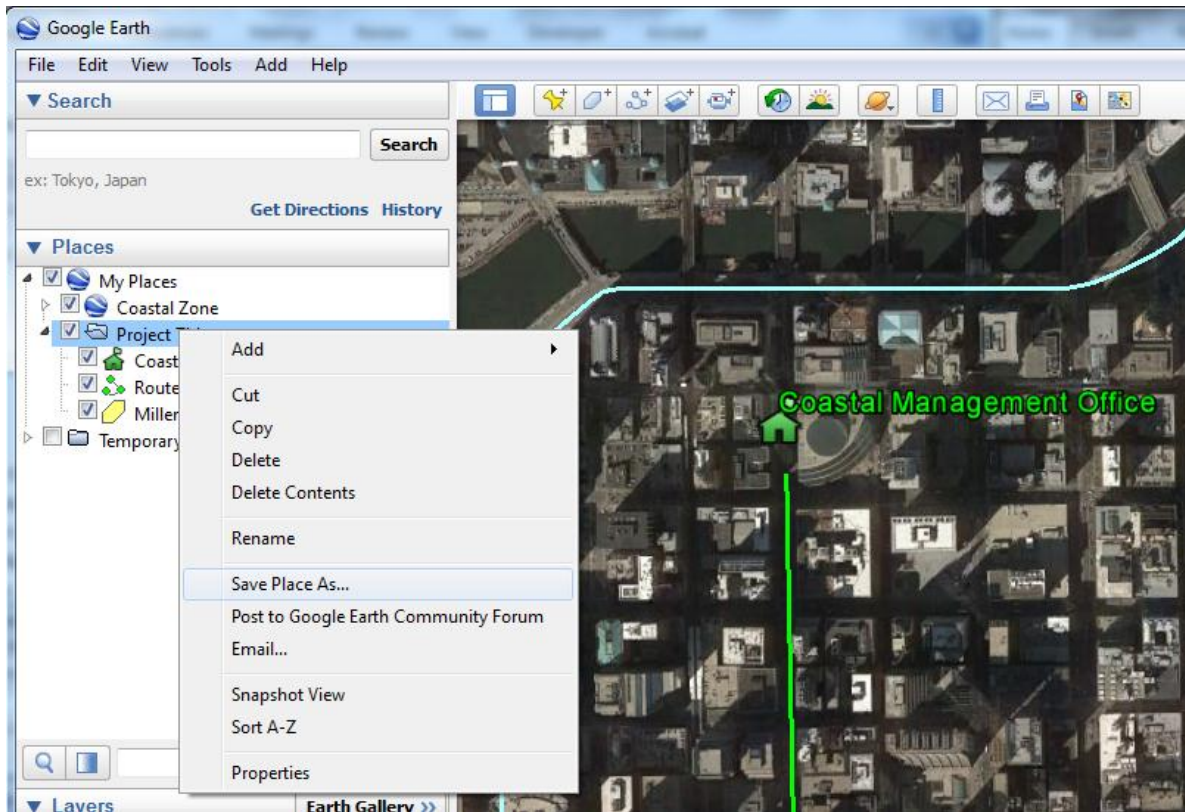 Google Earth
File Edit View Tools Add Help
Search
Search
ex: Tokyo, Japan
Get Directions History
Places
My Places
Coastal Zone
Project
Coast
Route
Miller
Temporary
Add
Cut
Copy
Delete
Delete Contents
Rename
Save Place As...
Post to Google Earth Community Forum
Email...
Snapshot View
Sort A-Z
Properties
Layers
Earth Gallery >>
Coastal Management Office